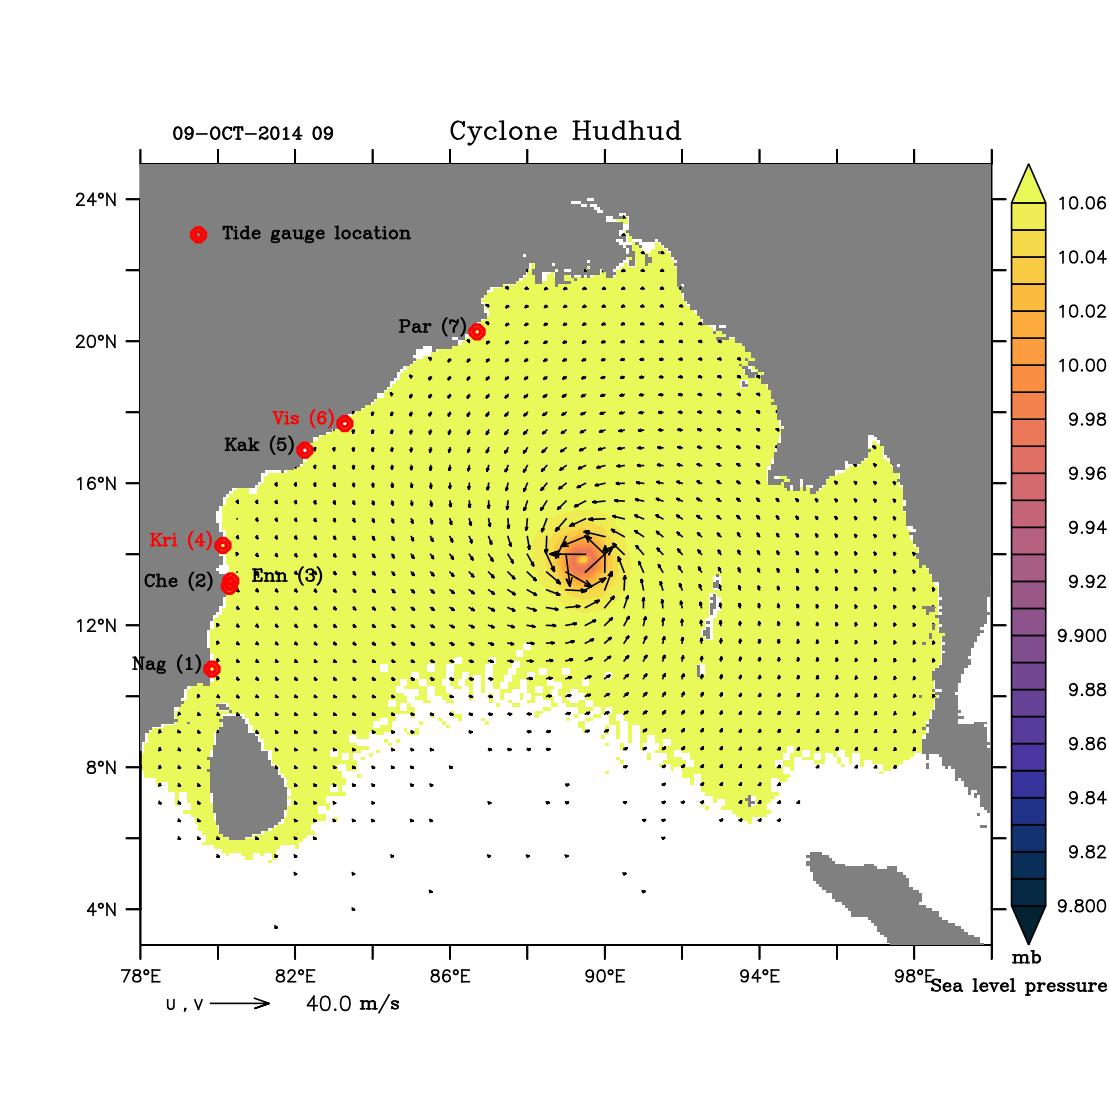 09-OCT-2014 09
Cyclone Hudhud
24°N
20°N
16°N
12°N
8°N
4°N
Tide gauge location
Par (7)
Vis (6)
Kak (5)
Kri (4)
Che (2)
Enn (3)
Nag (1)
78°E
82°E
86°E
90°E
94°E
98°E
U , V
40.0 m/s
10.06
10.04
10.02
10.00
9.98
9.96
9.94
9.92
9.900
9.88
9.86
9.84
9.82
9.800
mb
Sea level pressure